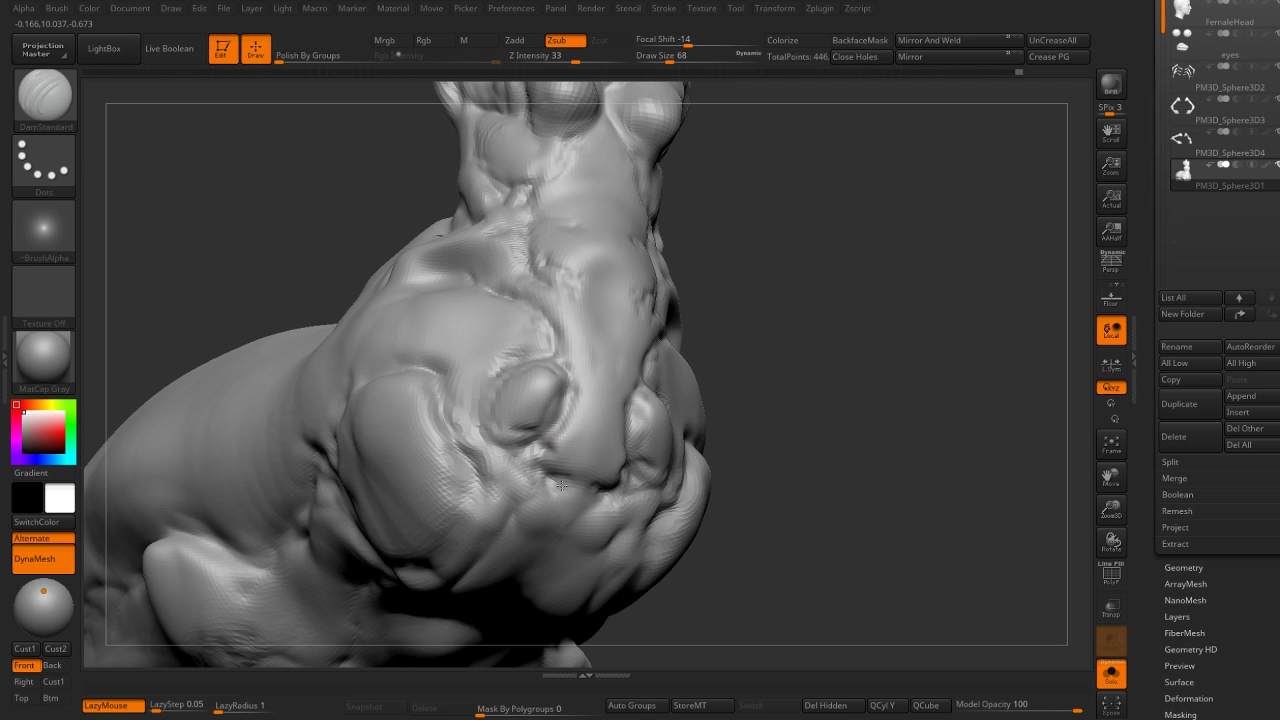 Alpha Brush Color Document Draw Edit File Layer Light Macro Marker Material Movie Picker Preferences Panel Render Stencil Stroke Texture Tool Transform Zplugin Zscript
-0.166,10.037,-0.673
Projection Master
LightBox
Live Boolean
Edit
Draw
Polish By Groups
Mrgb Rgb M
Rgb Intensity
Zadd Zsub Zcut
Z Intensity 33
Focal Shift -14
Draw Size 68
Dynamic
Colorize
TotalPoints: 446,
BackfaceMask
Close Holes
Mirror And Weld
Mirror
UnCreaseAll
Crease PG
DamStandard
Dots
~BrushAlpha
Texture Off
MatCap Gray
Gradient
SwitchColor
Alternate
DynaMesh
Cust1 Cust2
Front Back
Right Cust1
Top Btm
BPR
SPix 3
Scroll
Zoom
Actual
AAHalf
Dynamic
Persp
Floor
Local
L.Sym
XYZ
Frame
Move
Zoom3D
Rotate
Line Fill
PolyF
Transp
Dynamic
Solo
Xpose
FemaleHead
eyes
PM3D_Sphere3D2
PM3D_Sphere3D3
PM3D_Sphere3D4
PM3D_Sphere3D1
List All
New Folder
Rename AutoReorder
All Low All High
Copy Paste
Duplicate
Append
Insert
Delete
Del Other
Del All
Split
Merge
Boolean
Remesh
Project
Extract
Geometry
ArrayMesh
NanoMesh
Layers
FiberMesh
Geometry HD
Preview
Surface
Deformation
Masking
LazyMouse
LazyStep 0.05
LazyRadius 1
Snapshot
Delete
Mask By Polygroups 0
Auto Groups
StoreMT
Switch
Del Hidden
QCyl Y
QCube
Model Opacity 100